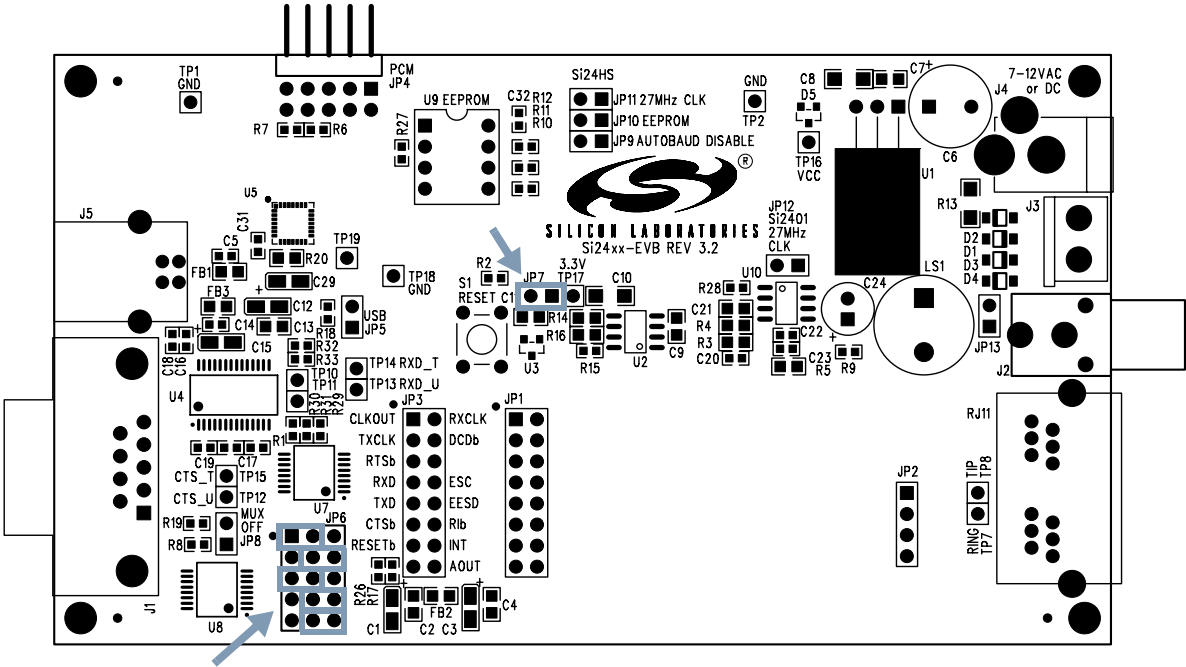 TP1
GND
PCM
JP4
R7
R6
R27
U9 EEPROM
C32
R12
R11
R10
Si24HS
JP11 27MHz CLK
JP10 EEPROM
JP9 AUTOBAUD DISABLE
GND
TP2
C8
D5
C7
+
TP16
VCC
C6
7-12VAC
or DC
J4
U1
R13
J3
D2
D1
D3
D4
®
SILICON LABORATORIES
Si24xx-EVB REV 3.2
JP12
Si2401
27MHz
CLK
U5
J5
C31
C5
FB1
R20
C29
TP19
TP18
GND
FB3
+
C12
C14
C13
+
C15
C18
C16
R18
USB
JP5
R32
R33
S1
RESET
R2
JP7
3.3V
TP17
C10
R14
R16
R15
U3
U2
C9
U10
R28
C21
R4
R3
C20
C22
C23
R5
C24
+
R9
LS1
JP13
J2
TP14 RXD_T
TP13 RXD_U
TP10
TP11
U4
R30
R31
R29
R1
C19
C17
CTS_T
TP15
CTS_U
TP12
MUX
OFF
JP8
R19
R8
U8
J1
U7
JP6
JP3
JP1
CLKOUT
RXCLK
TXCLK
DCDb
RTSb
RXD
ESC
TXD
EESD
CTSb
RIb
RESETb
INT
AOUT
R26
R17
+
C1
C2
FB2
C3
+
C4
RJ11
JP2
TIP
TP8
RING
TP7